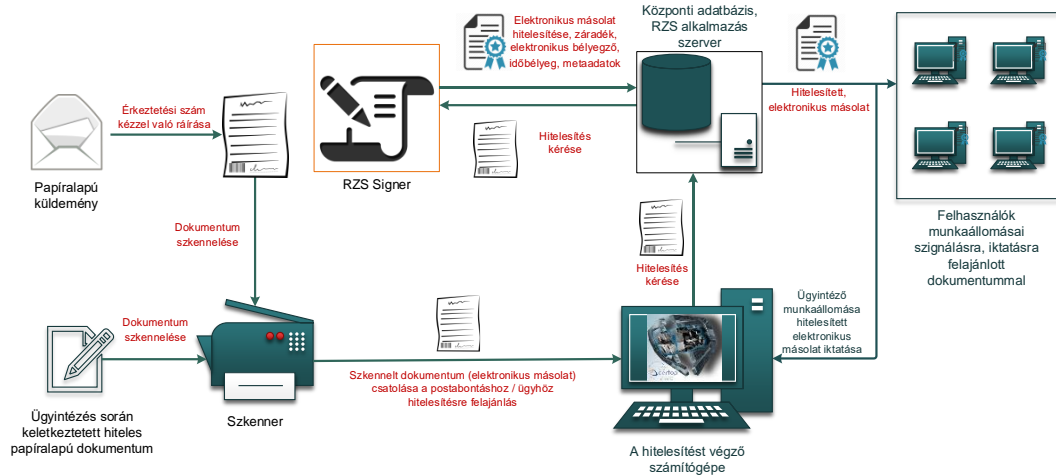 Központi adatbázis,
RZS alkalmazás
szerver
Elektronikus másolat
hitelesítése, záradék,
elektronikus bélyegző,
időbélyeg, metaadatok
Hitelesített,
elektronikus másolat
Érkeztetési szám
kézzel való ráírása
Hitelesítés
kérése
RZS Signer
Papíralapú
küldemény
Felhasználók
munkaállomásai
szignálásra, iktatásra
felajánlott
dokumentummal
Dokumentum
szkennelése
Hitelesítés
kérése
Ügyintéző
munkaállomása
hitelesített
elektronikus
másolat iktatása
Dokumentum
szkennelése
Szkennelt dokumentum (elektronikus másolat)
csatolása a postabontáshoz / ügyhöz
hitelesítésre felajánlás
Szkenner
Ügyintézés során
keletkeztetett hiteles
papíralapú dokumentum
A hitelesítést végző
számítógépe